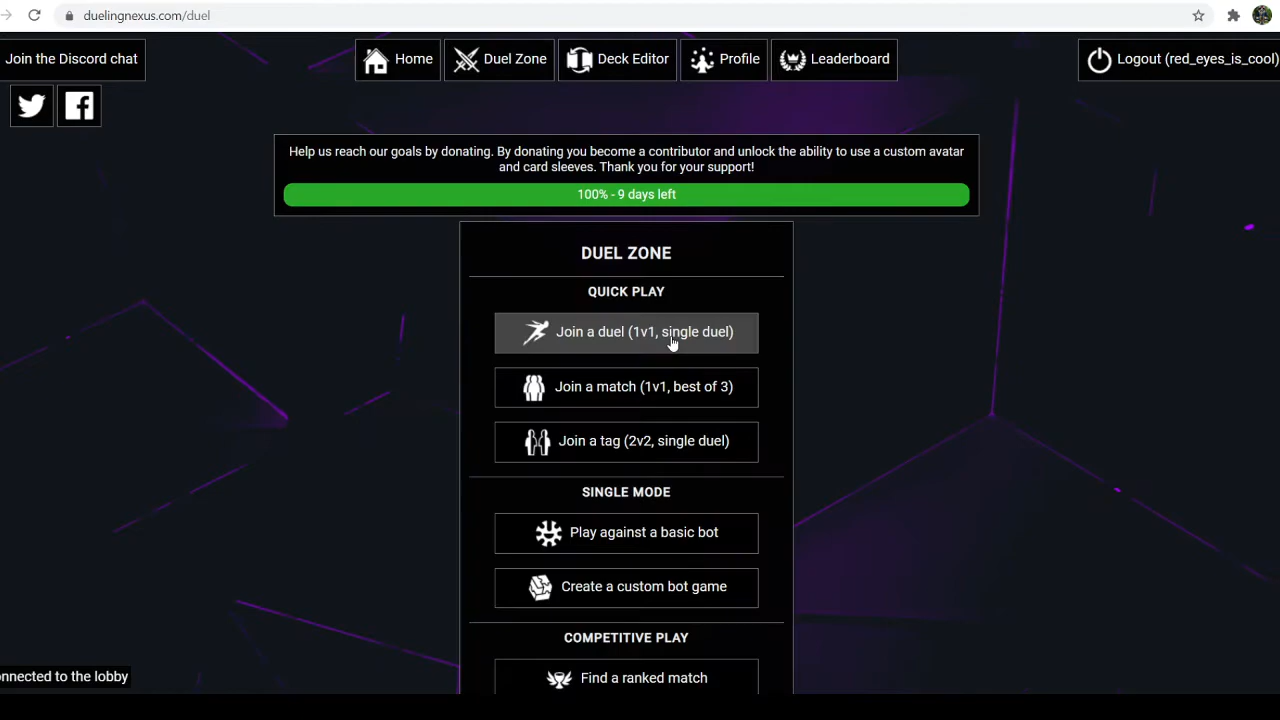 duelingnexus.com/duel
Join the Discord chat
Home
Duel Zone
Deck Editor
Profile
Leaderboard
Logout (red_eyes_is_cool)
Help us reach our goals by donating. By donating you become a contributor and unlock the ability to use a custom avatar
and card sleeves. Thank you for your support!
100% - 9 days left
DUEL ZONE
QUICK PLAY
Join a duel (1v1, single duel)
Join a match (1v1, best of 3)
Join a tag (2v2, single duel)
SINGLE MODE
Play against a basic bot
Create a custom bot game
COMPETITIVE PLAY
Find a ranked match
nnected to the lobby